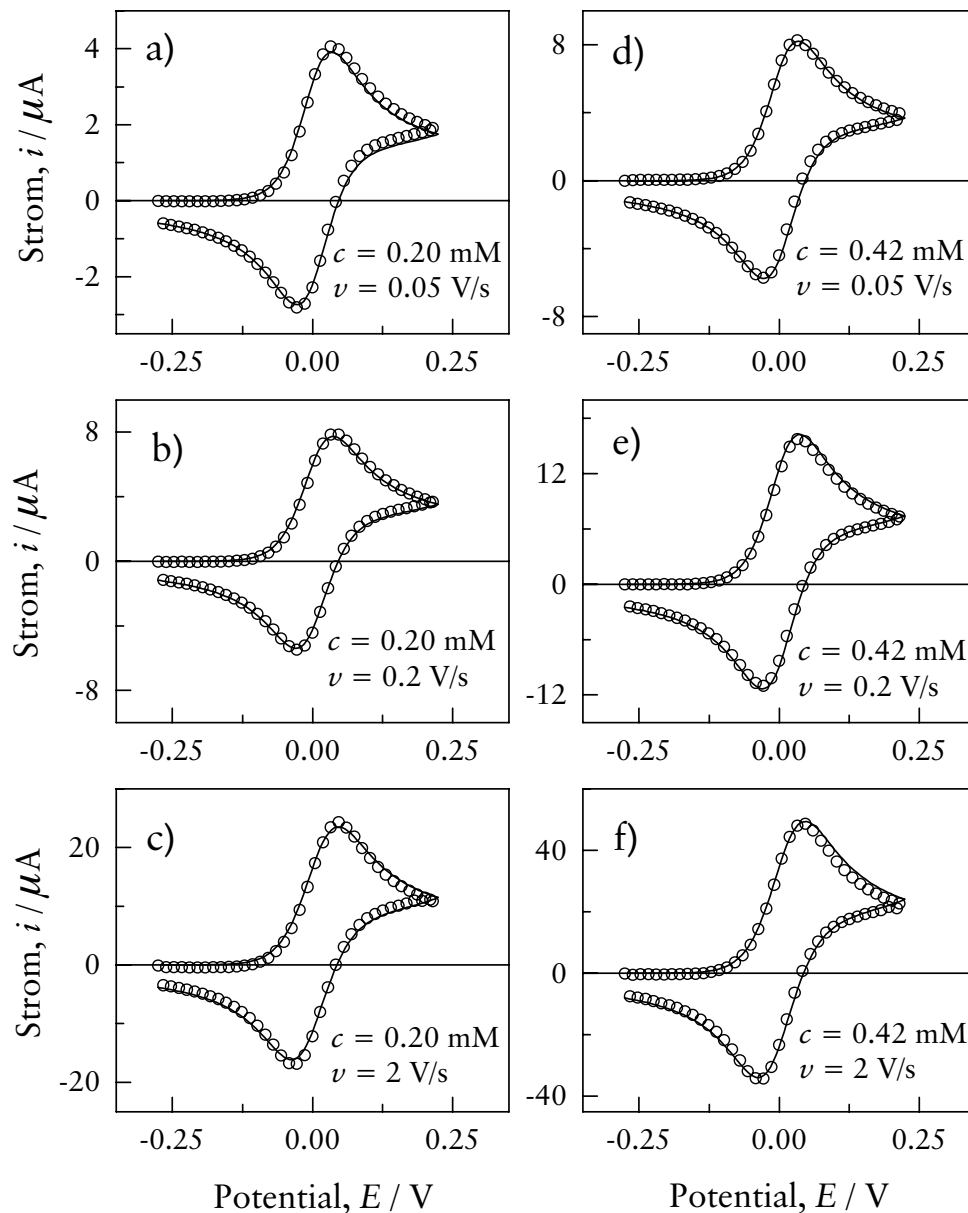 a)
Strom, i / μA
4
2
0
-2
c = 0.20 mM
v = 0.05 V/s
-0.25 0.00 0.25
d)
8
0
-8
c = 0.42 mM
v = 0.05 V/s
-0.25 0.00 0.25
b)
Strom, i / μA
8
0
-8
c = 0.20 mM
v = 0.2 V/s
-0.25 0.00 0.25
e)
12
0
-12
c = 0.42 mM
v = 0.2 V/s
-0.25 0.00 0.25
c)
Strom, i / μA
20
0
-20
c = 0.20 mM
v = 2 V/s
-0.25 0.00 0.25
Potential, E / V
f)
40
0
-40
c = 0.42 mM
v = 2 V/s
-0.25 0.00 0.25
Potential, E / V